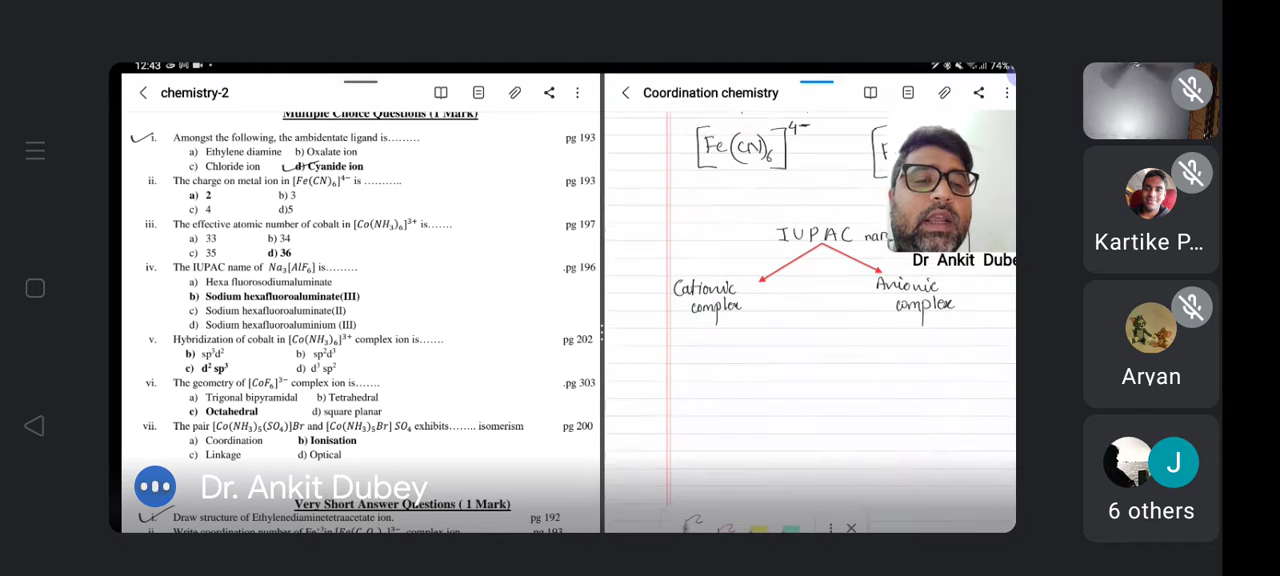 12:43
74%
chemistry-2
Multiple Choice Questions (1 Mark)
i. Amongst the following, the ambidentate ligand is......... pg 193
a) Ethylene diamine b) Oxalate ion
c) Chloride ion d) Cyanide ion
ii. The charge on metal ion in [Fe(CN)₆]⁴⁻ is ........... pg 193
a) 2 b) 3
c) 4 d)5
iii. The effective atomic number of cobalt in [Co(NH₃)₆]³⁺ is....... pg 197
a) 33 b) 34
c) 35 d) 36
iv. The IUPAC name of Na₃[AlF₆] is......... .pg 196
a) Hexa fluorosodiumaluminate
b) Sodium hexafluoroaluminate(III)
c) Sodium hexafluoroaluminate(II)
d) Sodium hexafluoroaluminium (III)
v. Hybridization of cobalt in [Co(NH₃)₆]³⁺ complex ion is....... pg 202
b) sp³d² b) sp²d³
c) d² sp³ d) d³ sp²
vi. The geometry of [CoF₆]³⁻ complex ion is....... .pg 303
a) Trigonal bipyramidal b) Tetrahedral
c) Octahedral d) square planar
vii. The pair [Co(NH₃)₅(SO₄)]Br and [Co(NH₃)₅Br] SO₄ exhibits........ isomerism pg 200
a) Coordination b) Ionisation
c) Linkage d) Optical
Very Short Answer Questions ( 1 Mark)
i. Draw structure of Ethylenediaminetetraacetate ion. pg 192
Dr. Ankit Dubey
Coordination chemistry
[Fe(CN)₆]⁴⁻ [F
IUPAC nam
Dr Ankit Dube
Cationic complex
Anionic complex
Kartike P...
Aryan
J
6 others